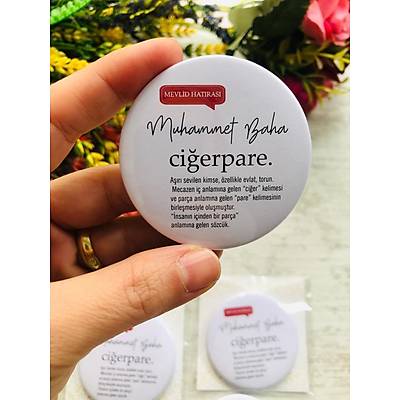 MEVLİD HATIRASI
Muhammet Baha
ciğerpare.
Aşırı sevilen kimse, özellikle evlat, torun.
Mecazen iç anlamına gelen "ciğer" kelimesi
ve parça anlamına gelen "pare" kelimesinin
birleşmesiyle oluşmuştur.
"İnsanın içinden bir parça"
anlamına gelen sözcük.
Muhammet Baha
ciğerpare.
MEVLİD HATIRASI
Muhammet Baha
ciğerpare.